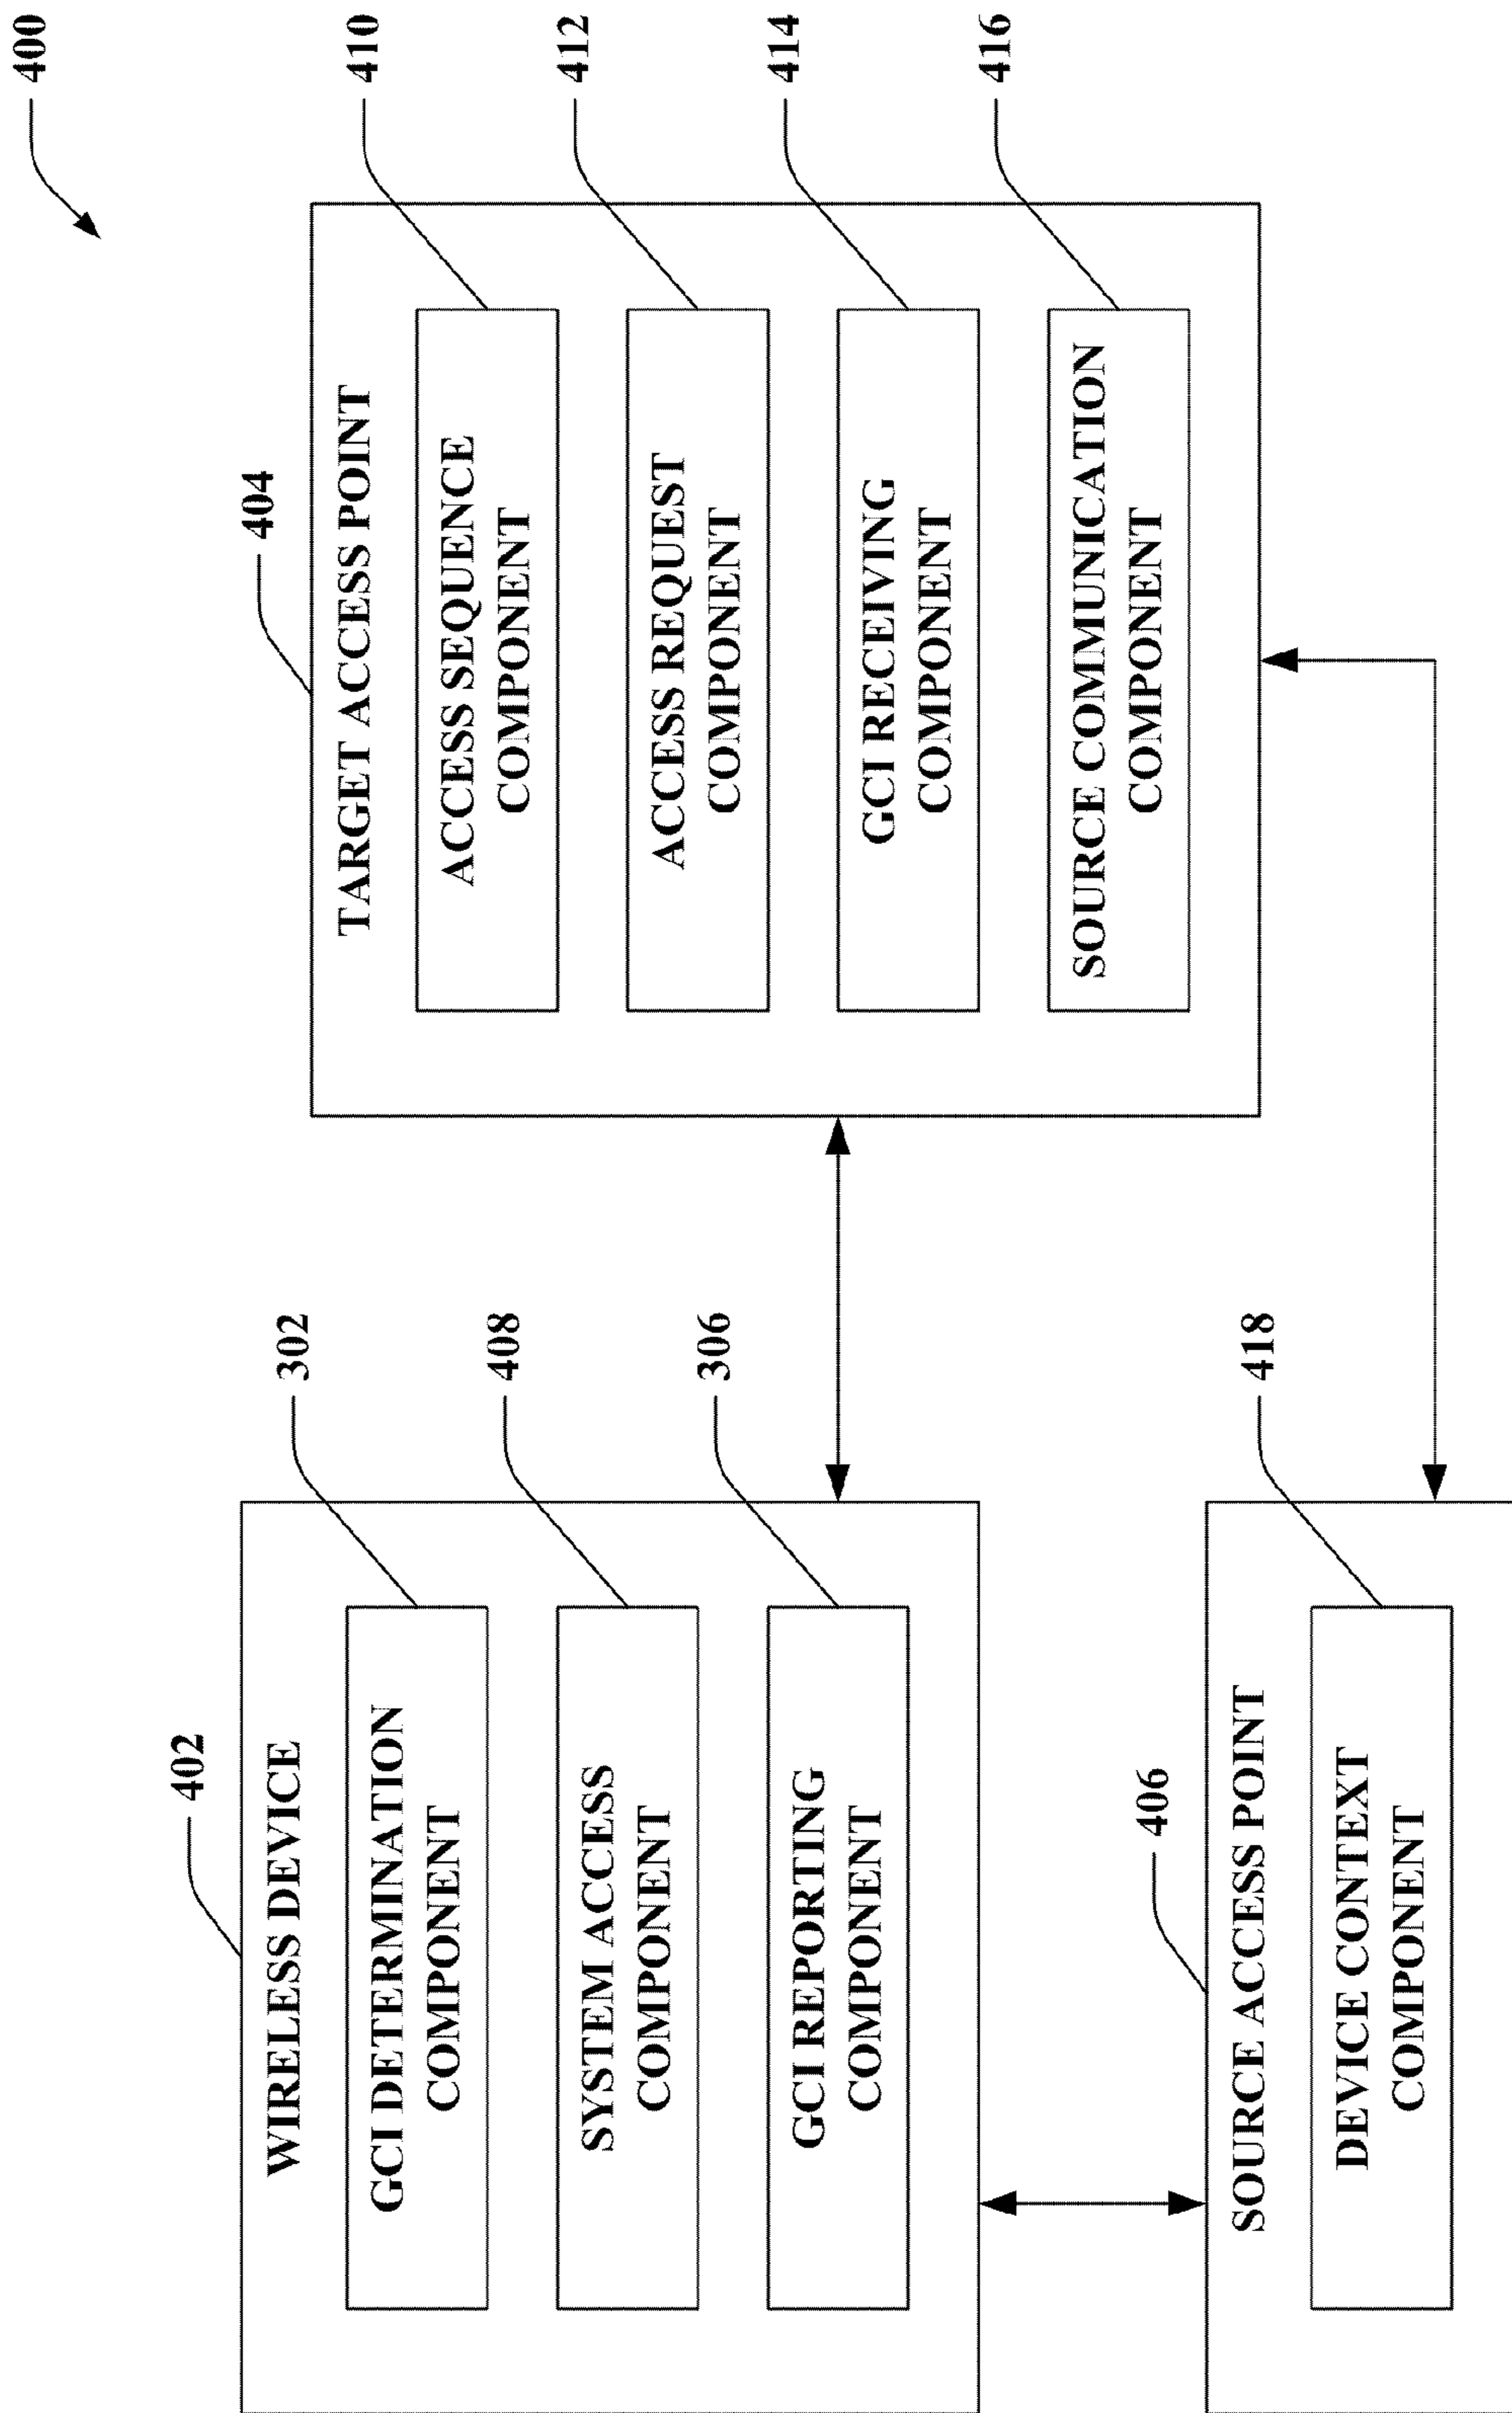 400
402
WIRELESS DEVICE
302
GCI DETERMINATION
COMPONENT
408
SYSTEM ACCESS
COMPONENT
306
GCI REPORTING
COMPONENT
404
TARGET ACCESS POINT
410
ACCESS SEQUENCE
COMPONENT
412
ACCESS REQUEST
COMPONENT
414
GCI RECEIVING
COMPONENT
416
SOURCE COMMUNICATION
COMPONENT
406
SOURCE ACCESS POINT
418
DEVICE CONTEXT
COMPONENT